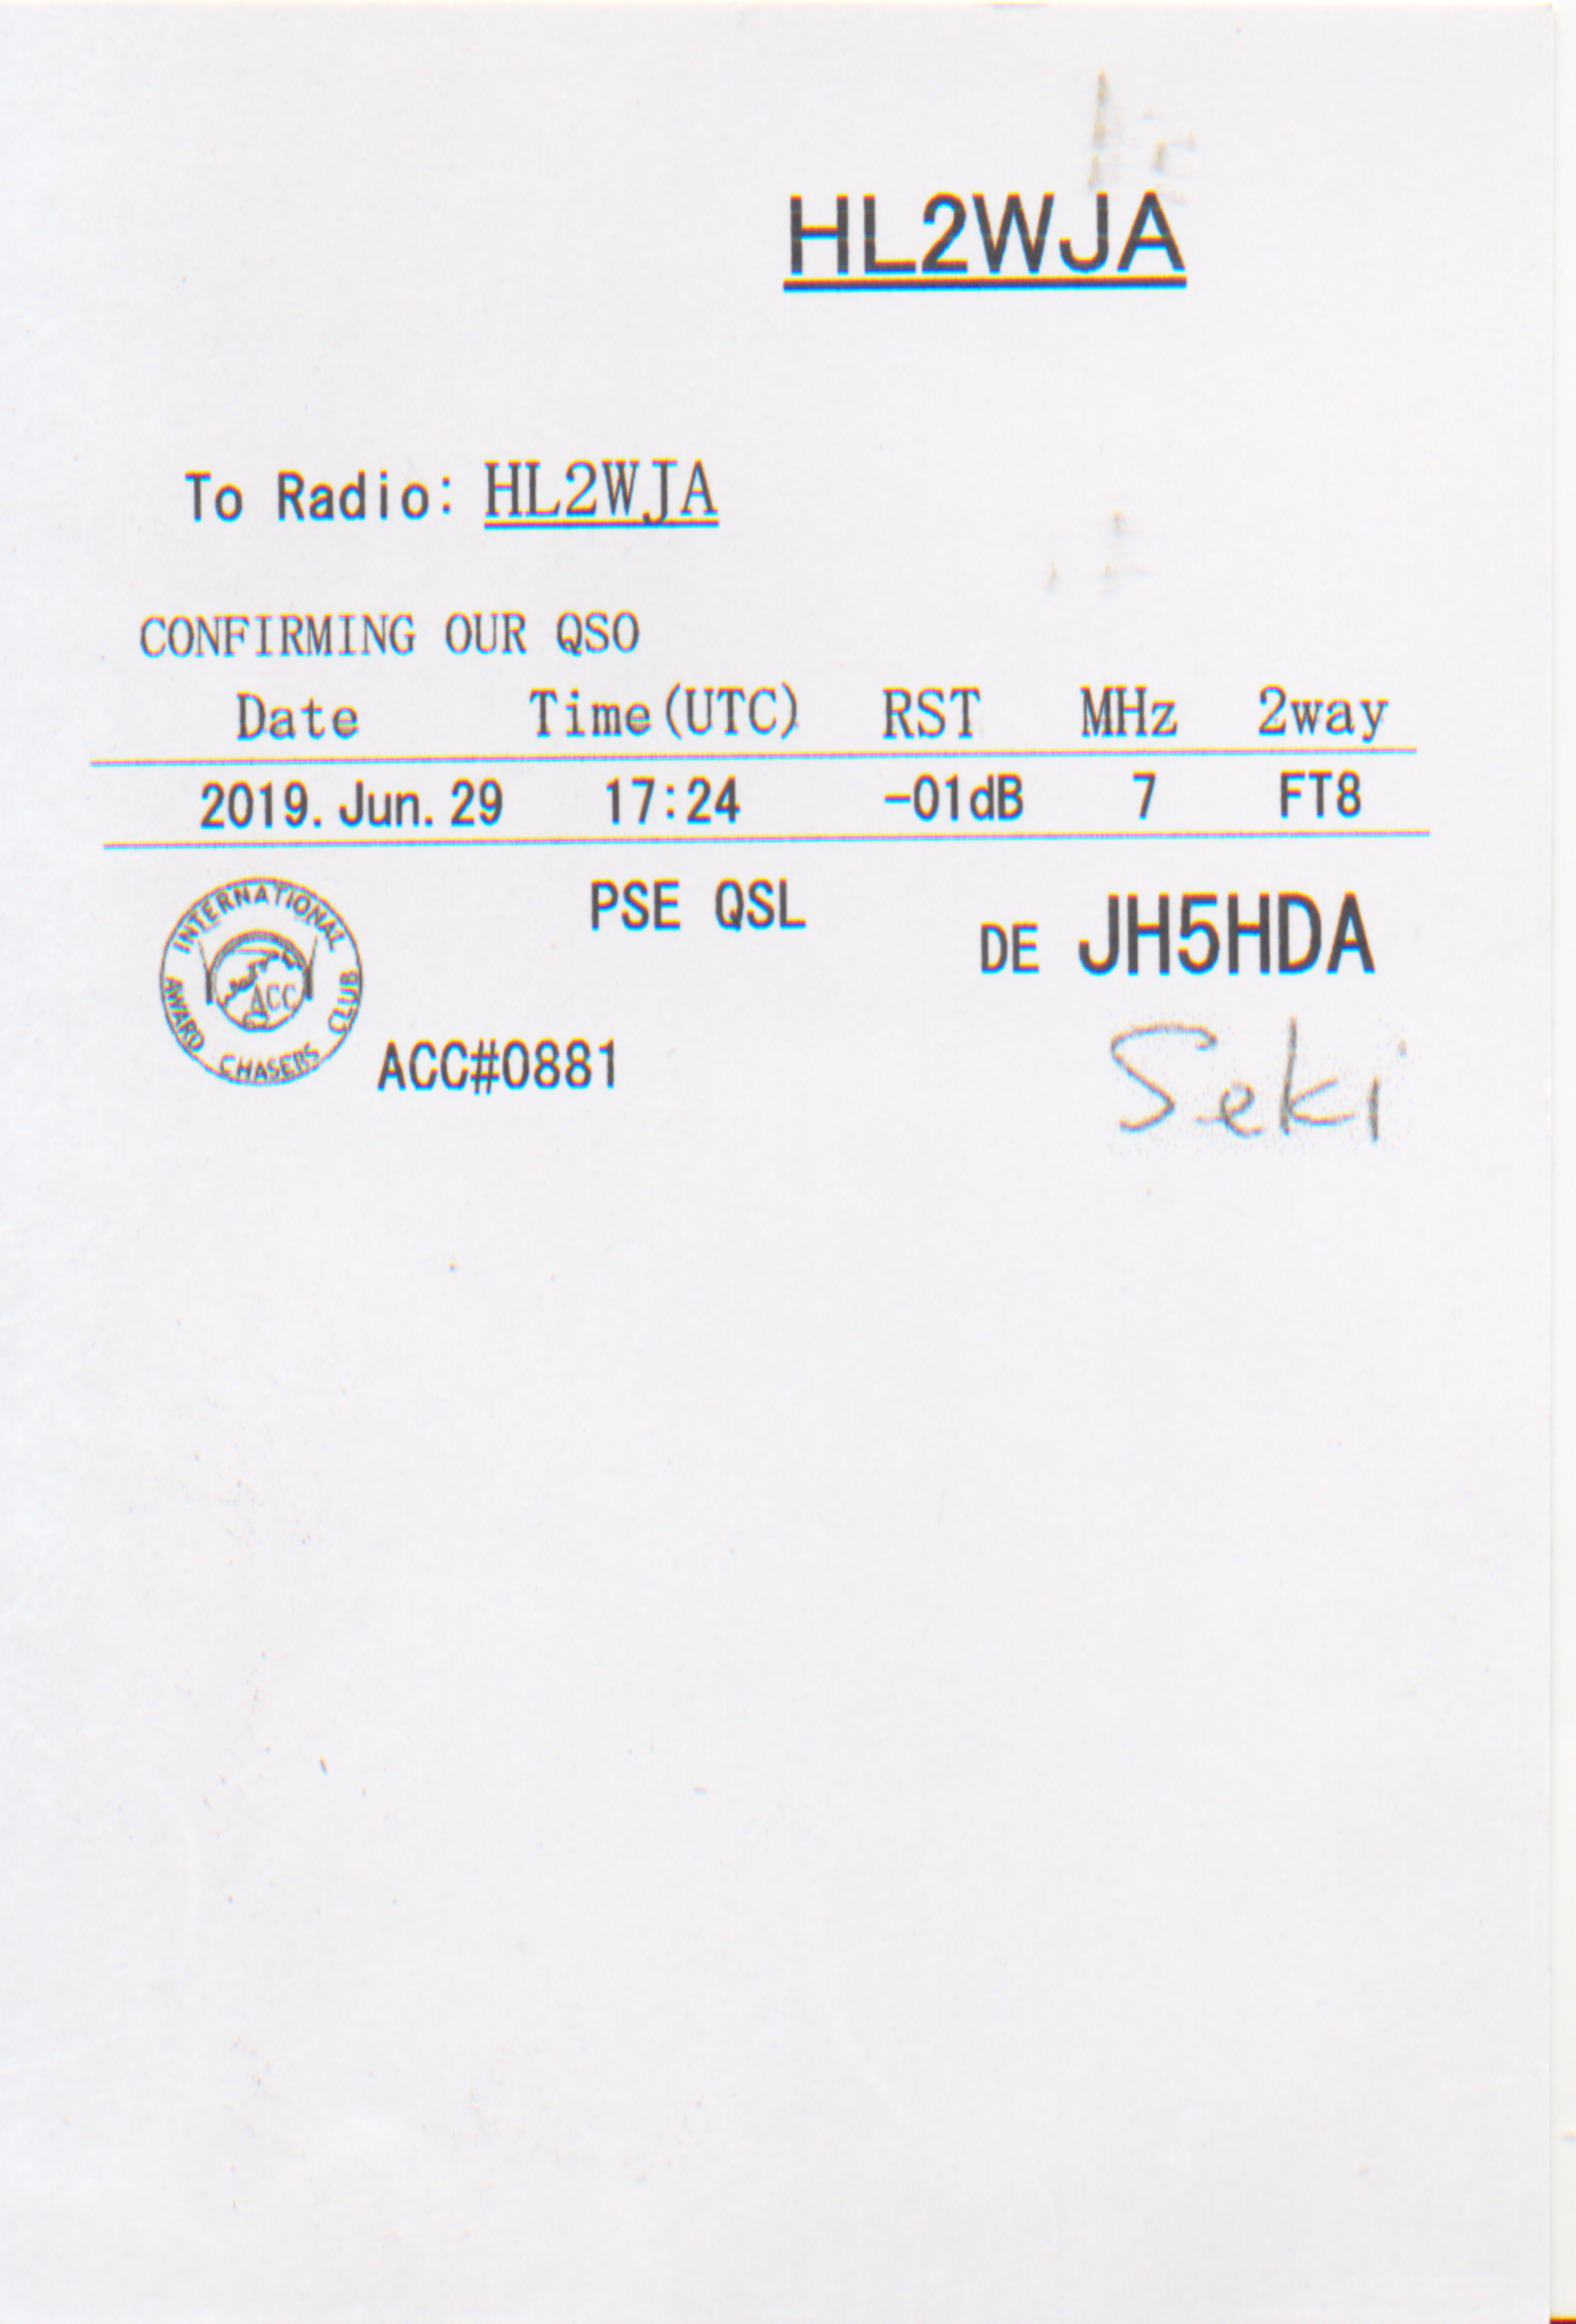 HL2WJA
To Radio: HL2WJA
CONFIRMING OUR QSO
Date Time(UTC) RST MHz 2way
2019. Jun. 29 17:24 -01dB 7 FT8
PSE QSL
DE JH5HDA
INTERNATIONAL
AWARD CHASERS CLUB
ACC
ACC#0881
Seki